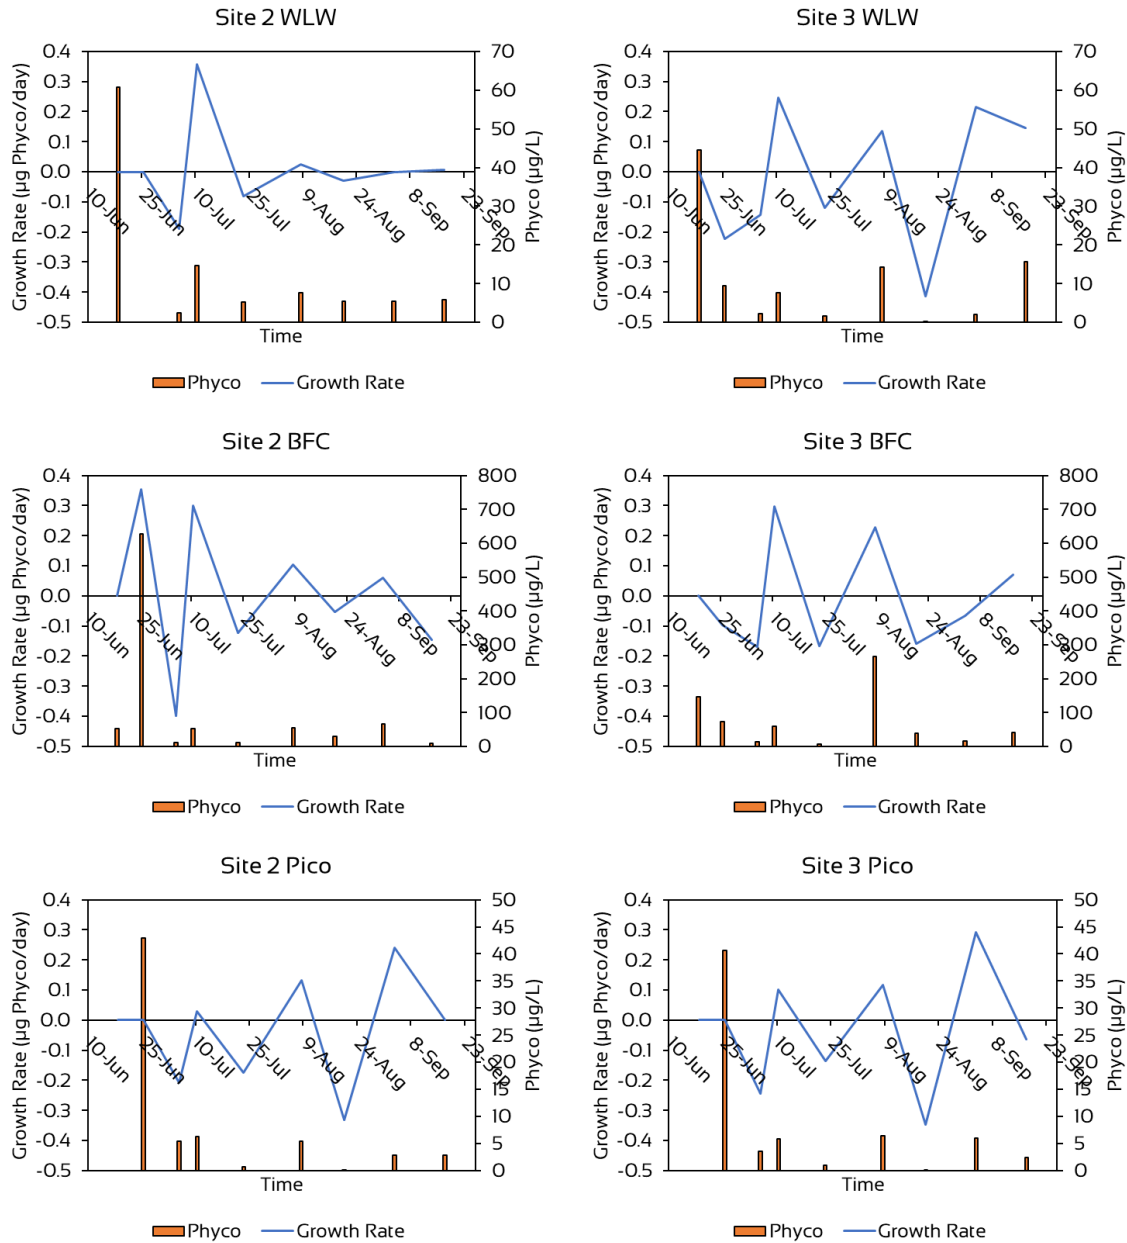 Site 2 WLW
Growth Rate (µg Phyco/day)
0.4
0.3
0.2
0.1
0.0
-0.1
-0.2
-0.3
-0.4
-0.5
10-Jun
25-Jun
10-Jul
25-Jul
9-Aug
24-Aug
8-Sep
23-Sep
70
60
50
40
30
20
10
0
Phyco (µg/L)
Time
Phyco Growth Rate
Site 3 WLW
Growth Rate (µg Phyco/day)
0.4
0.3
0.2
0.1
0.0
-0.1
-0.2
-0.3
-0.4
-0.5
10-Jun
25-Jun
10-Jul
25-Jul
9-Aug
24-Aug
8-Sep
23-Sep
70
60
50
40
30
20
10
0
Phyco (µg/L)
Time
Phyco Growth Rate
Site 2 BFC
Growth Rate (µg Phyco/day)
0.4
0.3
0.2
0.1
0.0
-0.1
-0.2
-0.3
-0.4
-0.5
10-Jun
25-Jun
10-Jul
25-Jul
9-Aug
24-Aug
8-Sep
23-Sep
800
700
600
500
400
300
200
100
0
Phyco (µg/L)
Time
Phyco Growth Rate
Site 3 BFC
Growth Rate (µg Phyco/day)
0.4
0.3
0.2
0.1
0.0
-0.1
-0.2
-0.3
-0.4
-0.5
10-Jun
25-Jun
10-Jul
25-Jul
9-Aug
24-Aug
8-Sep
23-Sep
800
700
600
500
400
300
200
100
0
Phyco (µg/L)
Time
Phyco Growth Rate
Site 2 Pico
Growth Rate (µg Phyco/day)
0.4
0.3
0.2
0.1
0.0
-0.1
-0.2
-0.3
-0.4
-0.5
10-Jun
25-Jun
10-Jul
25-Jul
9-Aug
24-Aug
8-Sep
23-Sep
50
45
40
35
30
25
20
15
10
5
0
Phyco (µg/L)
Time
Phyco Growth Rate
Site 3 Pico
Growth Rate (µg Phyco/day)
0.4
0.3
0.2
0.1
0.0
-0.1
-0.2
-0.3
-0.4
-0.5
10-Jun
25-Jun
10-Jul
25-Jul
9-Aug
24-Aug
8-Sep
23-Sep
50
45
40
35
30
25
20
15
10
5
0
Phyco (µg/L)
Time
Phyco Growth Rate